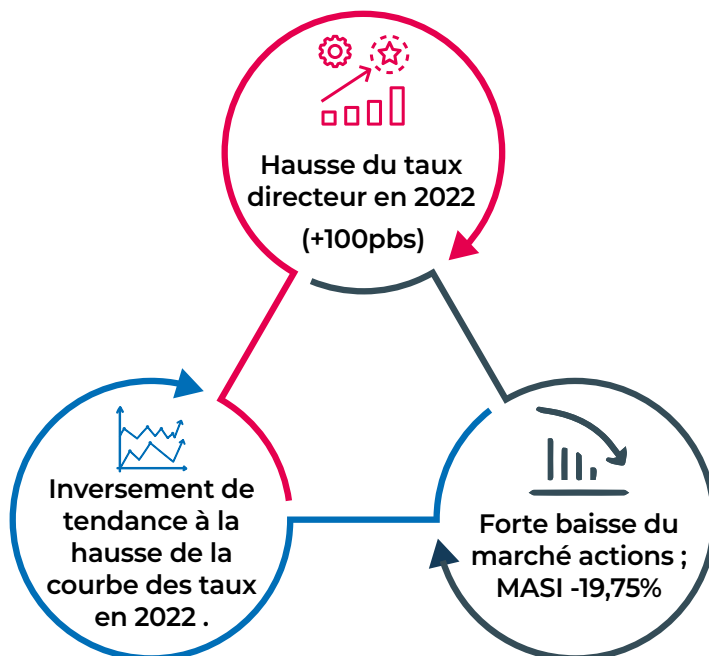 Hausse du taux
directeur en 2022
(+100pbs)
Inversement de
tendance à la
hausse de la
courbe des taux
en 2022 .
Forte baisse du
marché actions ;
MASI -19,75%